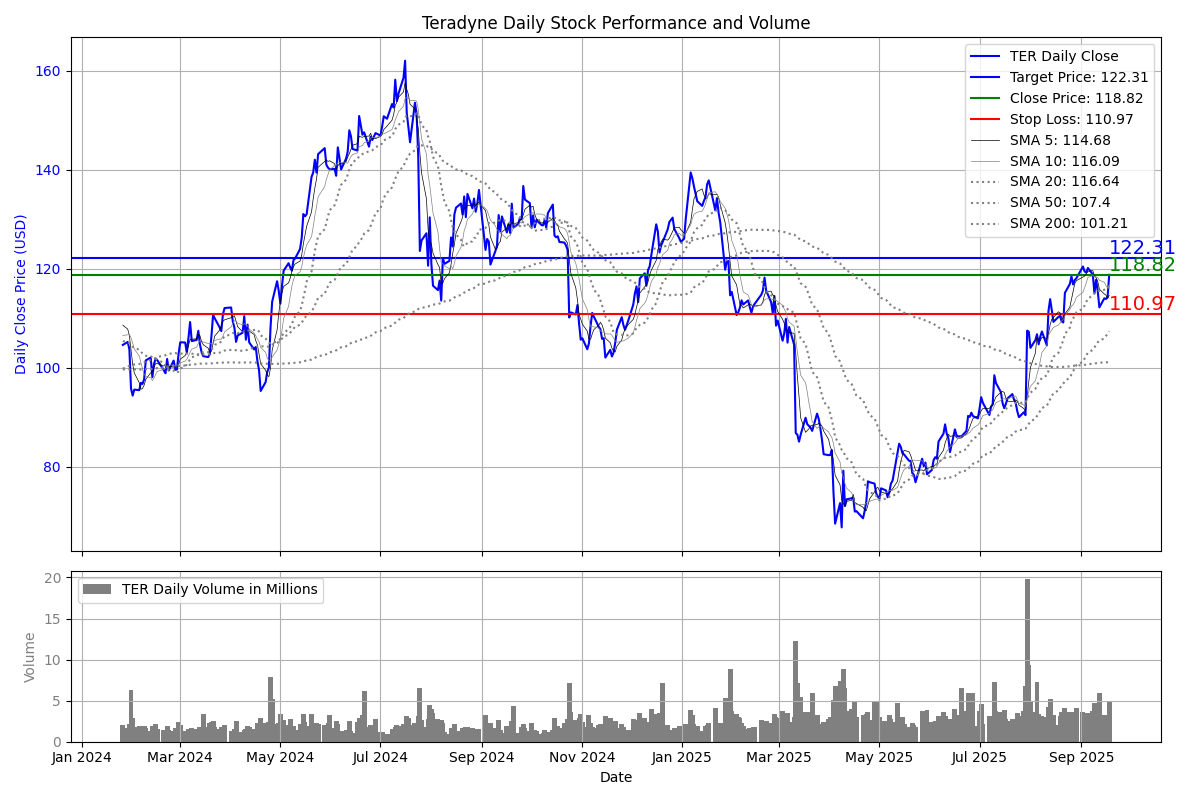 Teradyne Daily Stock Performance and Volume
Daily Close Price (USD)
160
140
120
100
80
TER Daily Close
Target Price: 122.31
Close Price: 118.82
Stop Loss: 110.97
SMA 5: 114.68
SMA 10: 116.09
SMA 20: 116.64
SMA 50: 107.4
SMA 200: 101.21
122.31
118.82
110.97
TER Daily Volume in Millions
Volume
20
15
10
5
0
Jan 2024 Mar 2024 May 2024 Jul 2024 Sep 2024 Nov 2024 Jan 2025 Mar 2025 May 2025 Jul 2025 Sep 2025
Date